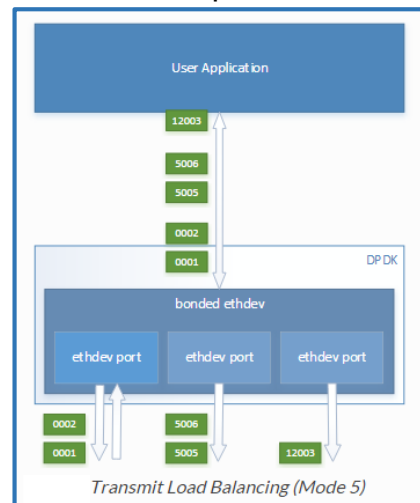 User Application
12003
5006
5005
0002
0001
DPDK
bonded ethdev
ethdev port ethdev port ethdev port
0002 5006
0001 5005 12003
Transmit Load Balancing (Mode 5)